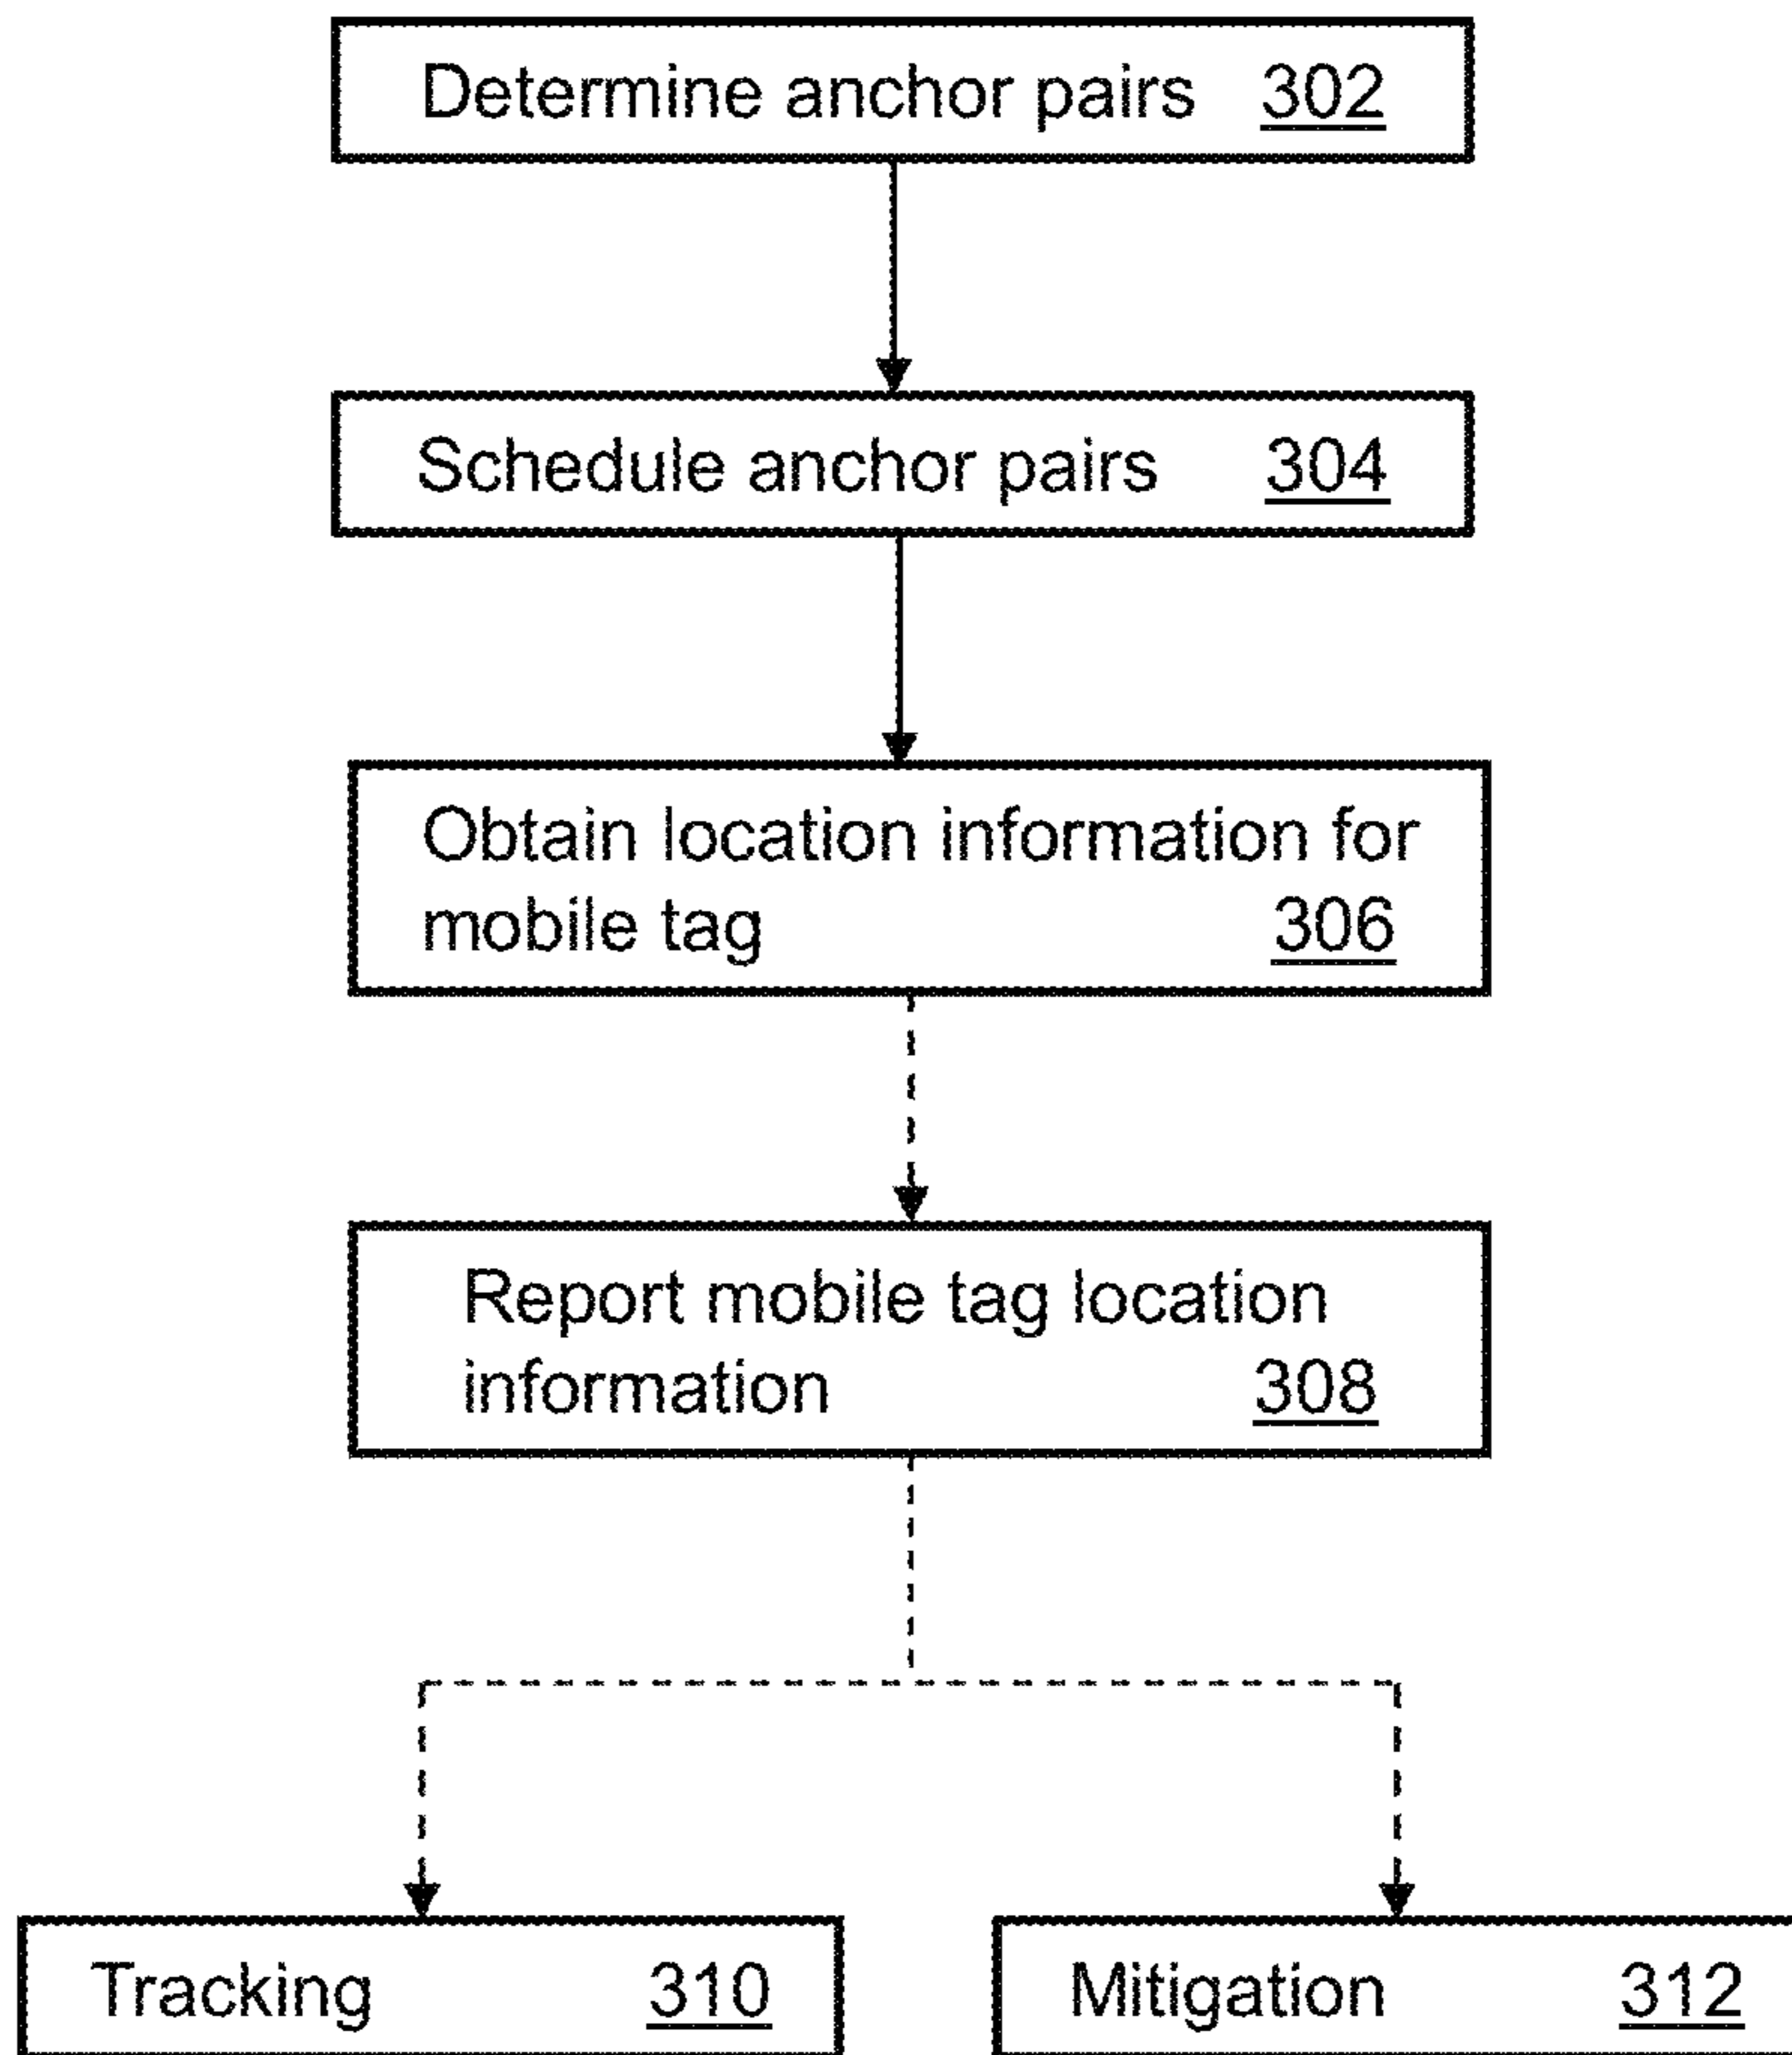 Determine anchor pairs 302
Schedule anchor pairs 304
Obtain location information for
mobile tag 306
Report mobile tag location
information 308
Tracking 310
Mitigation 312